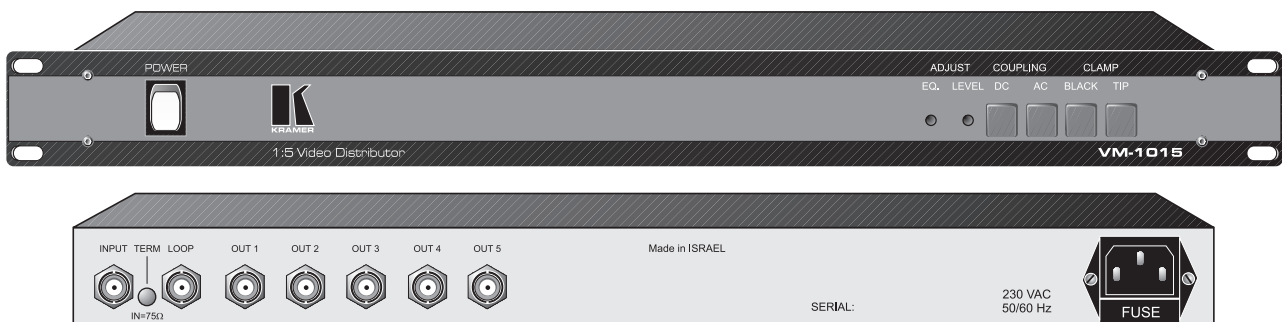 POWER
ADJUST COUPLING CLAMP
EQ. LEVEL DC AC BLACK TIP
K
KRAMER
1:5 Video Distributor
VM-1015
INPUT TERM LOOP OUT 1 OUT 2 OUT 3 OUT 4 OUT 5
Made in ISRAEL
IN=75Ω
SERIAL:
230 VAC
50/60 Hz
FUSE